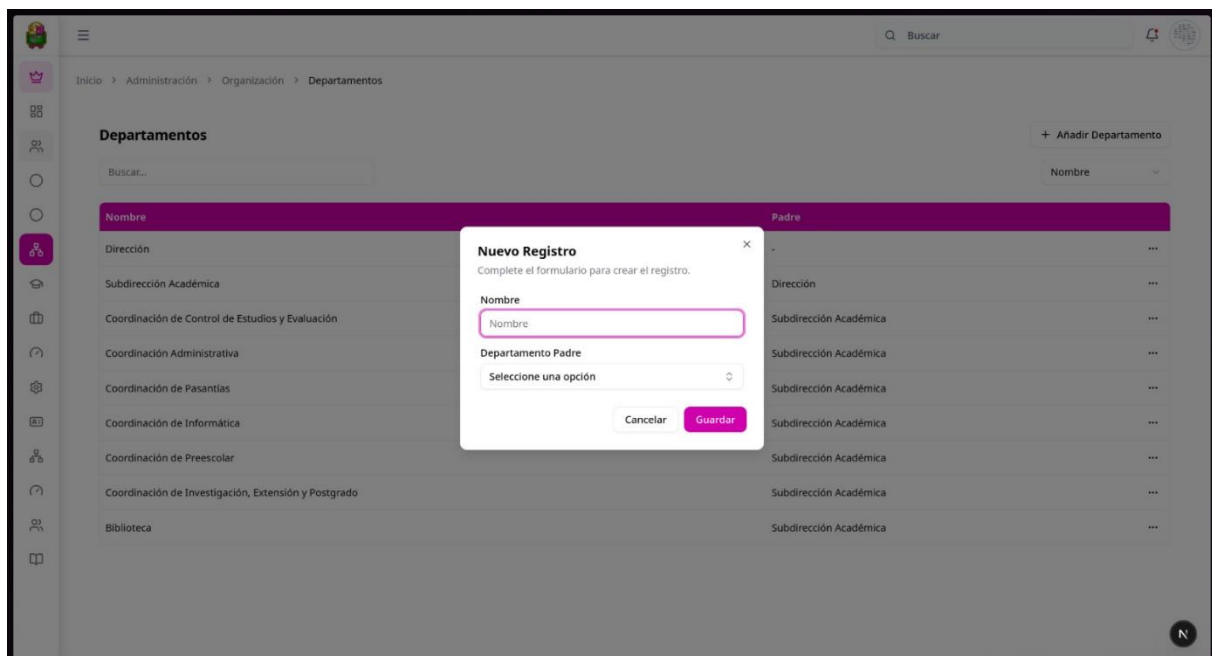 Buscar
Inicio > Administración > Organización > Departamentos
Departamentos
+ Añadir Departamento
Buscar...
Nombre
Nombre Padre
Dirección -
Subdirección Académica Dirección
Coordinación de Control de Estudios y Evaluación Subdirección Académica
Coordinación Administrativa Subdirección Académica
Coordinación de Pasantías Subdirección Académica
Coordinación de Informática Subdirección Académica
Coordinación de Preescolar Subdirección Académica
Coordinación de Investigación, Extensión y Postgrado Subdirección Académica
Biblioteca Subdirección Académica
Nuevo Registro
Complete el formulario para crear el registro.
Nombre
Nombre
Departamento Padre
Seleccione una opción
Cancelar Guardar
N